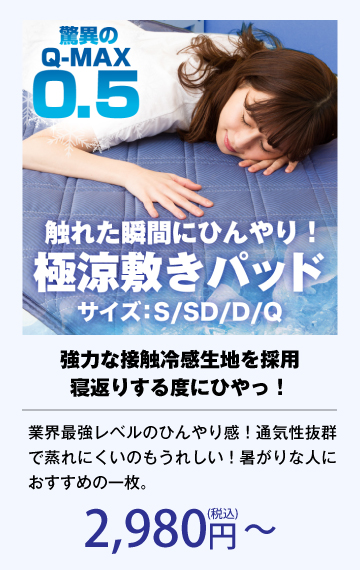 驚異の
Q-MAX
0.5
触れた瞬間にひんやり！
極涼敷きパッド
サイズ：S/SD/D/Q
強力な接触冷感生地を採用
寝返りする度にひやっ！
業界最強レベルのひんやり感！通気性抜群
で蒸れにくいのもうれしい！暑がりな人に
おすすめの一枚。
2,980円(税込)～